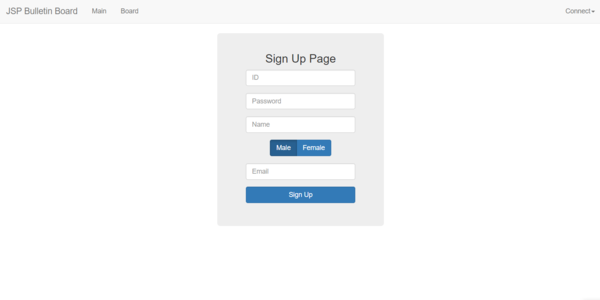 JSP Bulletin Board Main Board Connect
Sign Up Page
ID
Password
Name
Male Female
Email
Sign Up